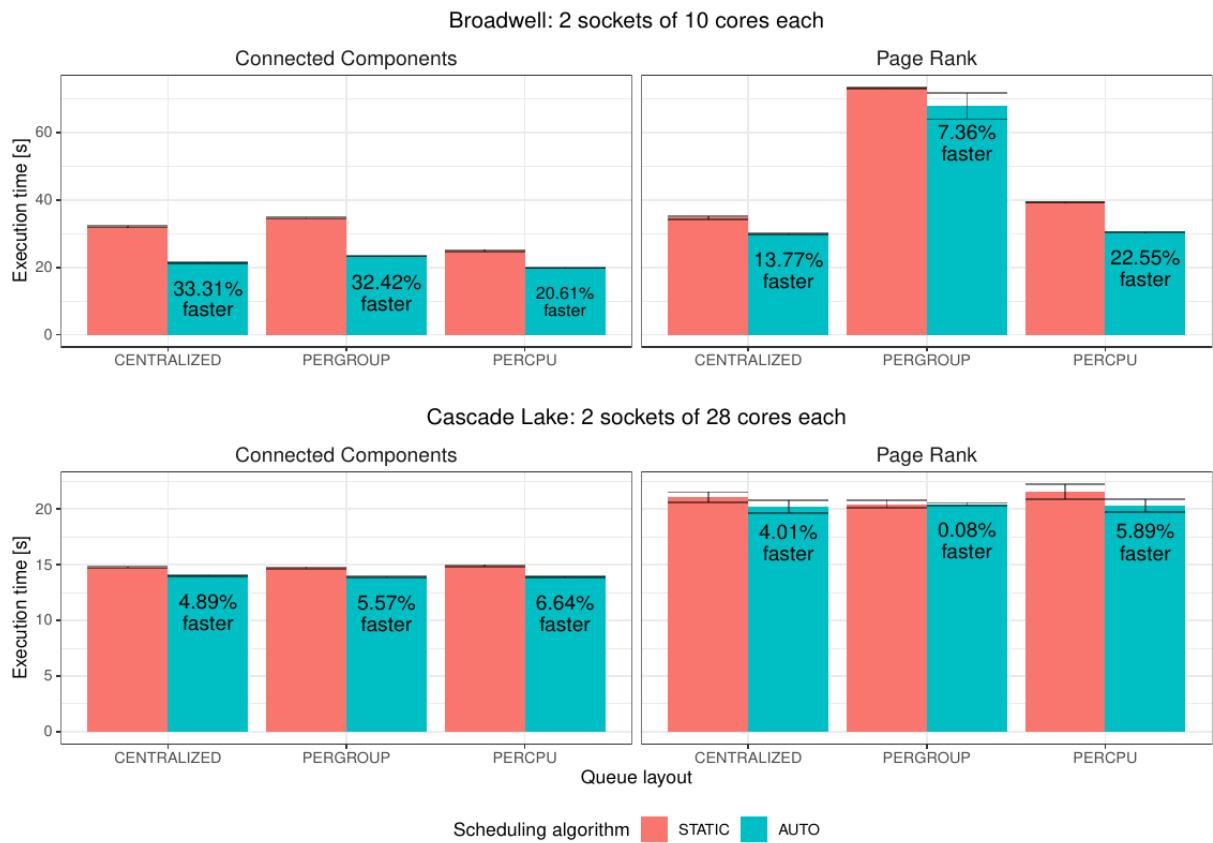 Broadwell: 2 sockets of 10 cores each
Connected Components
Page Rank
Execution time [s]
60
40
20
0
33.31%
faster
32.42%
faster
20.61%
faster
13.77%
faster
7.36%
faster
22.55%
faster
CENTRALIZED
PERGROUP
PERCPU
CENTRALIZED
PERGROUP
PERCPU
Cascade Lake: 2 sockets of 28 cores each
Connected Components
Page Rank
Execution time [s]
20
15
10
5
0
4.89%
faster
5.57%
faster
6.64%
faster
4.01%
faster
0.08%
faster
5.89%
faster
CENTRALIZED
PERGROUP
PERCPU
CENTRALIZED
PERGROUP
PERCPU
Queue layout
Scheduling algorithm STATIC AUTO